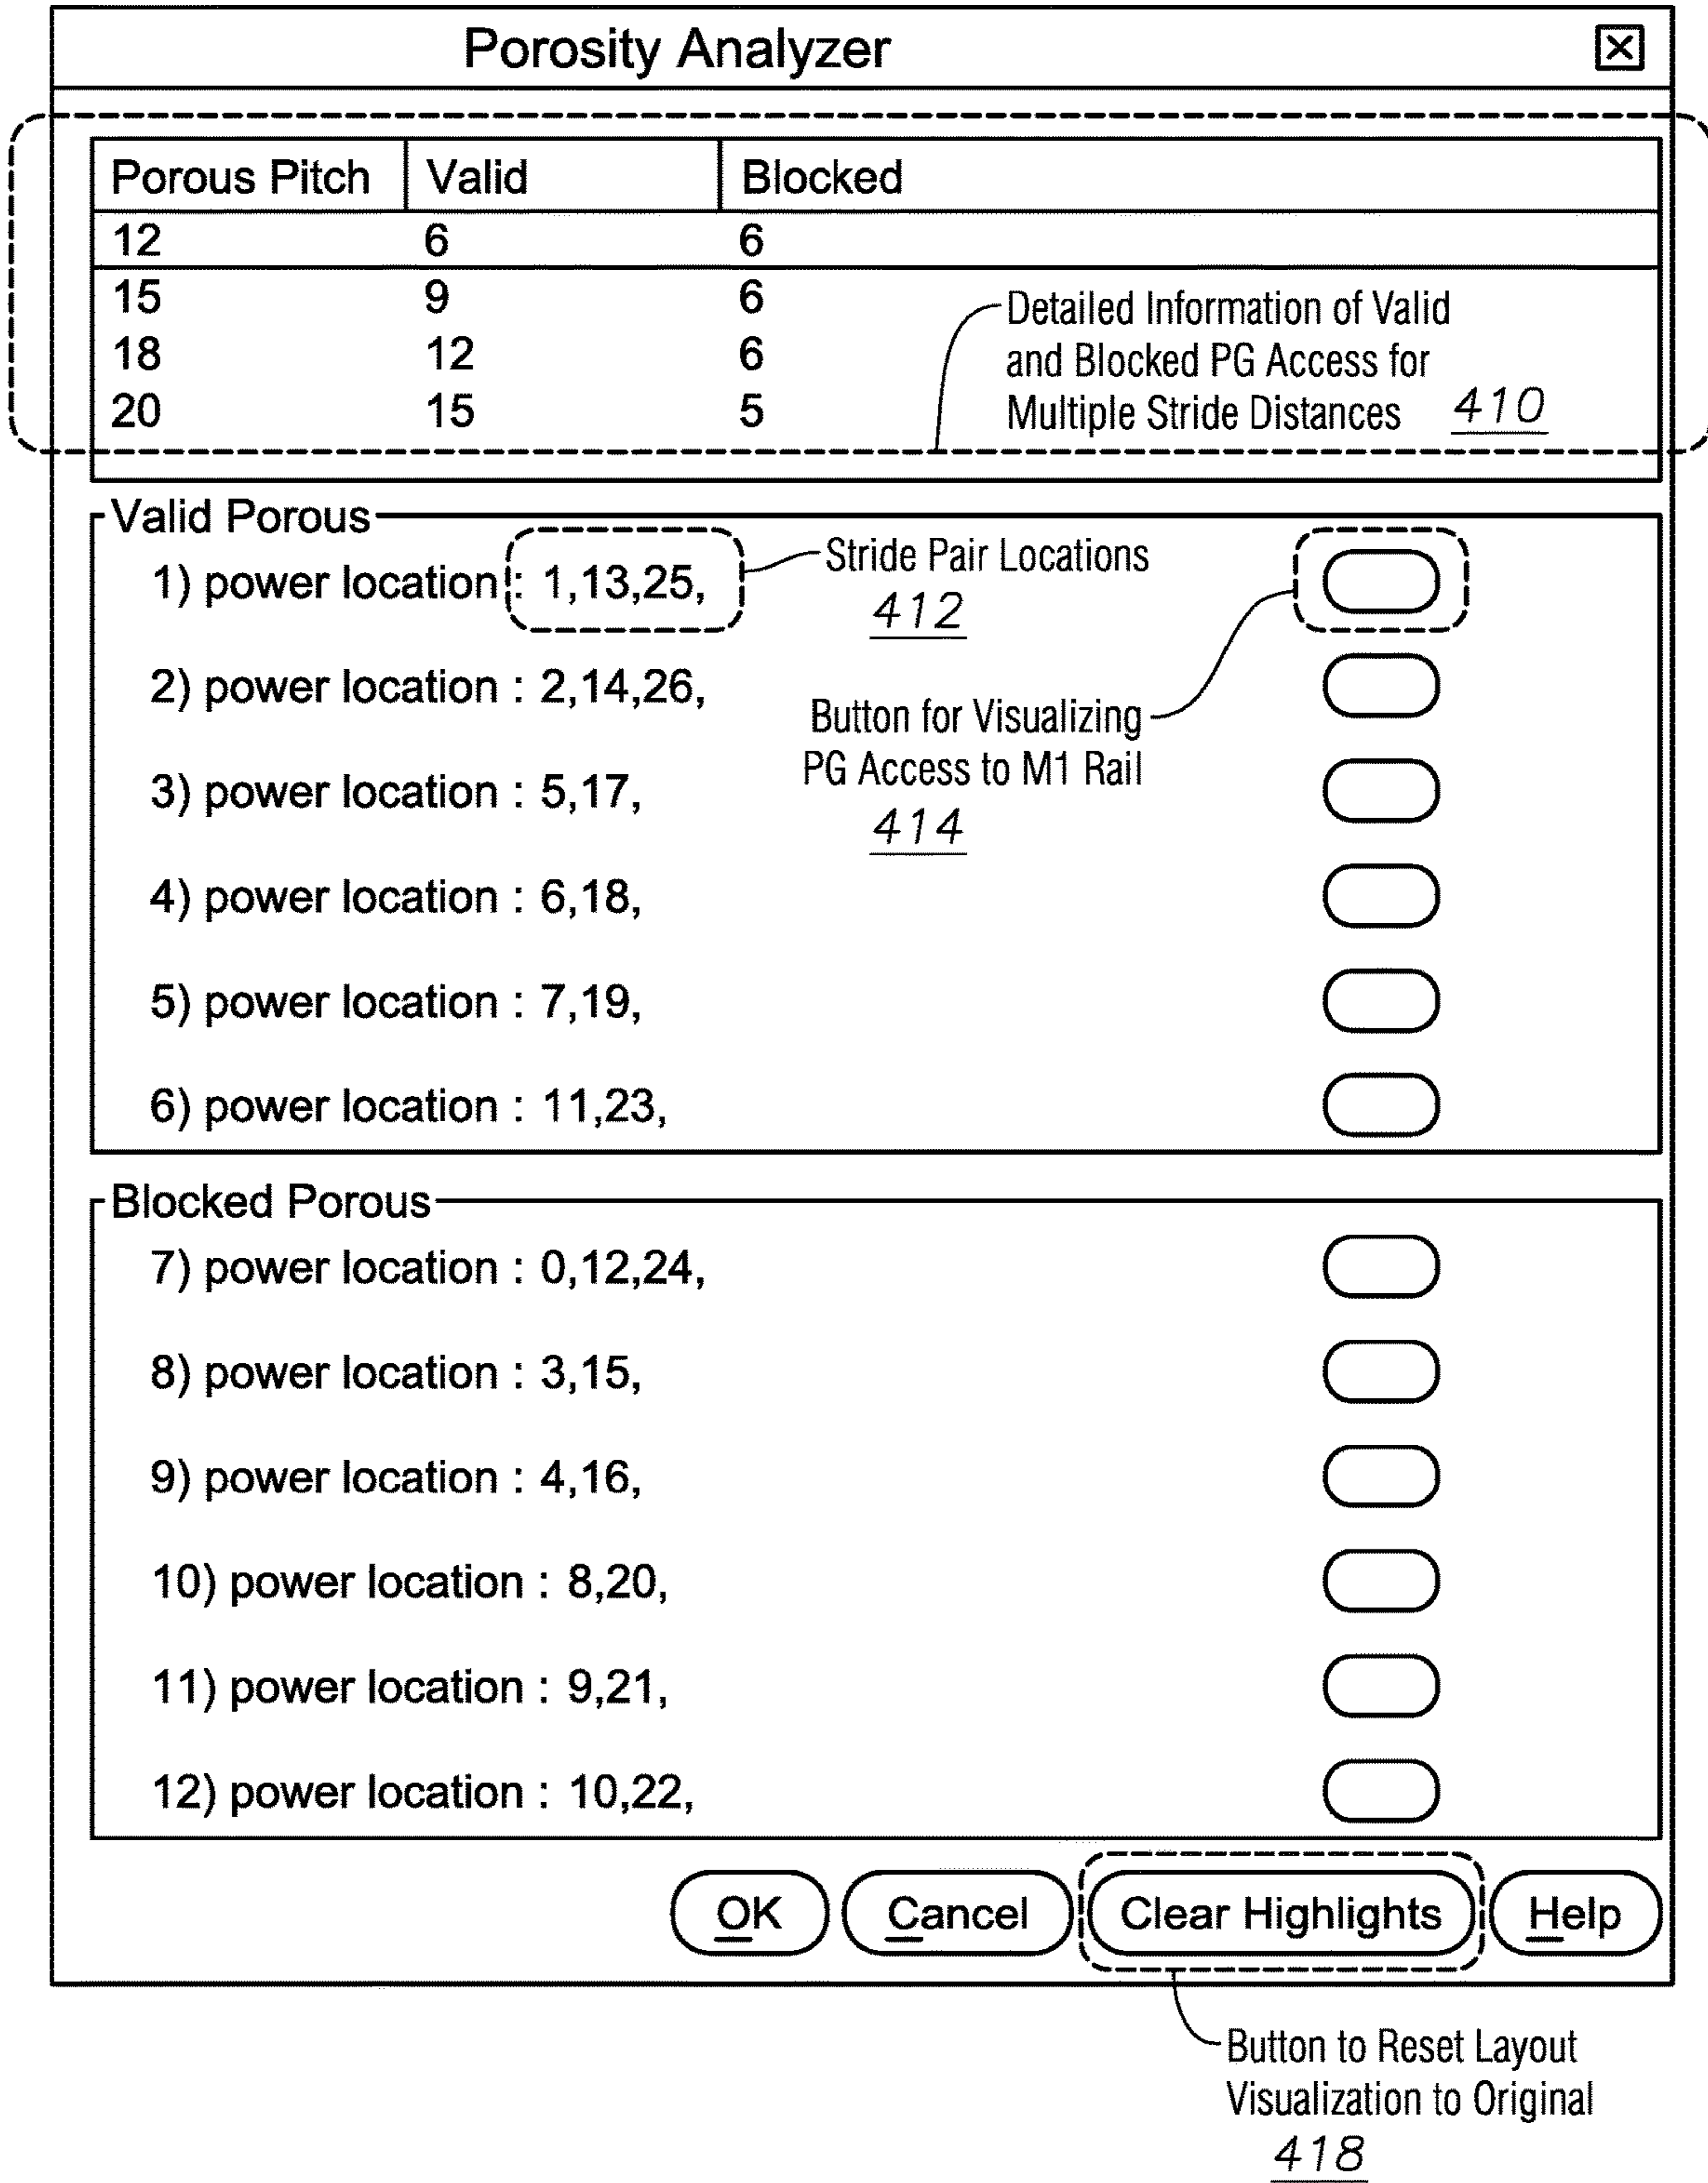 Porosity Analyzer
Porous Pitch Valid Blocked
12 6 6
15 9 6
18 12 6
20 15 5
Detailed Information of Valid
and Blocked PG Access for
Multiple Stride Distances 410
Valid Porous
1) power location : 1,13,25,
Stride Pair Locations
412
2) power location : 2,14,26,
Button for Visualizing
PG Access to M1 Rail
414
3) power location : 5,17,
4) power location : 6,18,
5) power location : 7,19,
6) power location : 11,23,
Blocked Porous
7) power location : 0,12,24,
8) power location : 3,15,
9) power location : 4,16,
10) power location : 8,20,
11) power location : 9,21,
12) power location : 10,22,
OK Cancel Clear Highlights Help
Button to Reset Layout
Visualization to Original
418